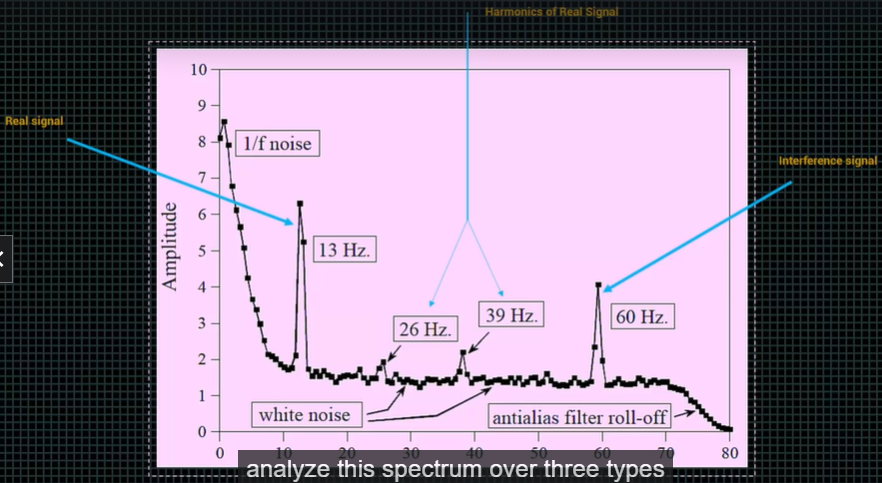 Harmonics of Real Signal
Real signal
Interference signal
10
9
8
7
6
5
4
3
2
1
0
Amplitude
1/f noise
13 Hz.
26 Hz.
39 Hz.
60 Hz.
white noise
antialias filter roll-off
0 10 20 30 40 50 60 70 80
analyze this spectrum over three types